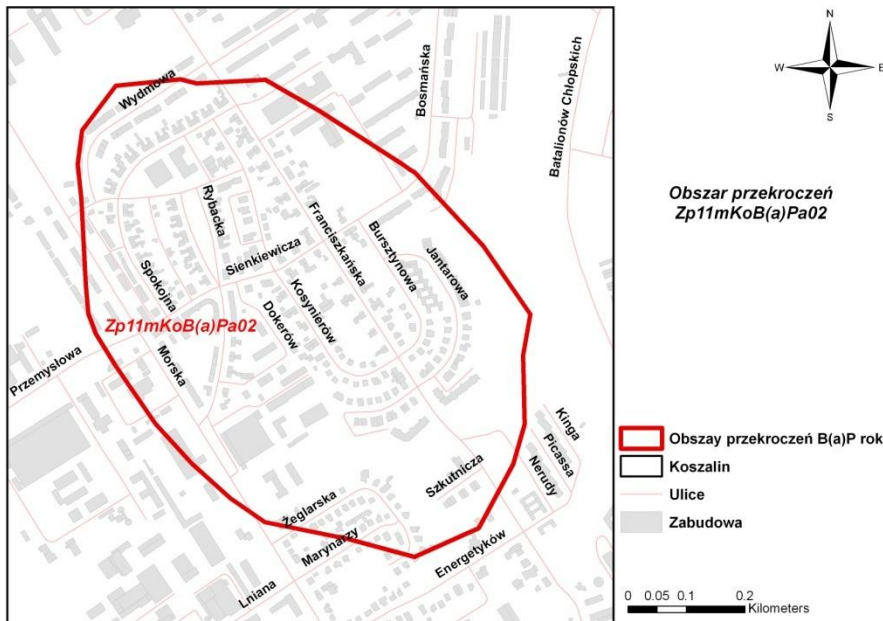 Wydmowa
Bosmańska
Batalionów Chłopskich
Rybacka
Sienkiewicza
Franciszkańska
Bursztynowa
Jantarowa
Spokojna
Zp11mKoB(a)Pa02
Dokerów
Kosynierów
Przemysłowa
Morska
Żeglarska
Marynarzy
Lniana
Szkutnicza
Energetyków
Kinga
Picassa
Nerudy
N
W E
S
Obszar przekroczeń
Zp11mKoB(a)Pa02
Obszay przekroczeń B(a)P rok
Koszalin
Ulice
Zabudowa
0 0.05 0.1 0.2
Kilometers